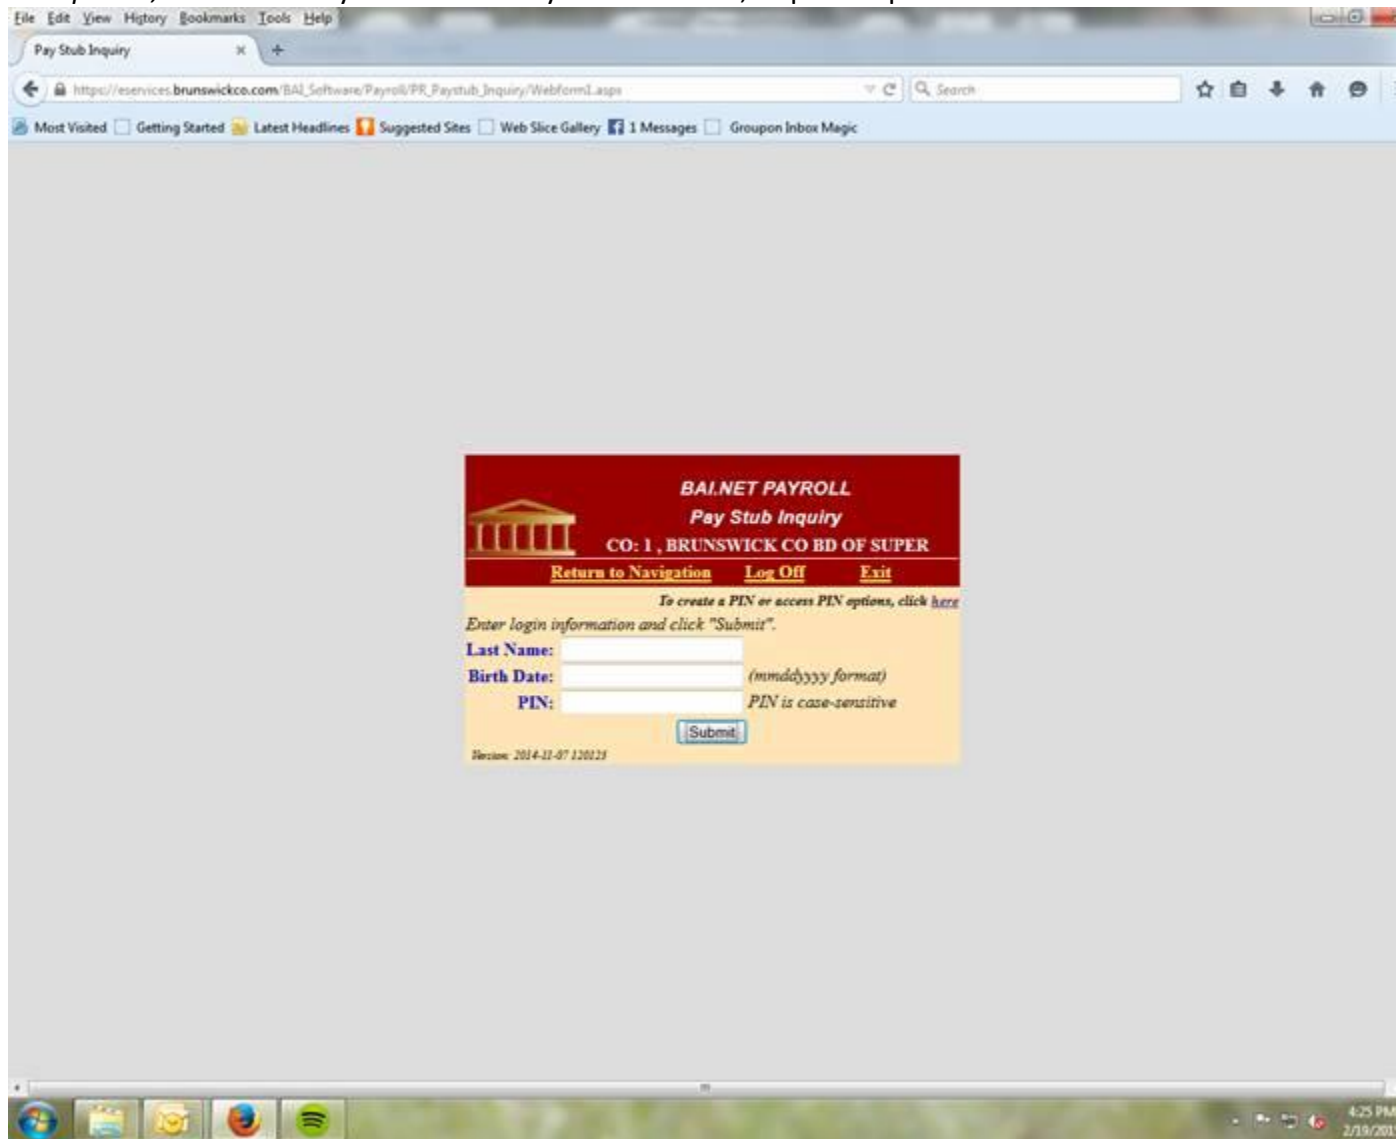 File Edit View History Bookmarks Tools Help
Pay Stub Inquiry × +
https://eservices.brunswickco.com/BAI_Software/Payroll/PR_Paystub_Inquiry/Webform1.aspx Search
Most Visited Getting Started Latest Headlines Suggested Sites Web Slice Gallery 1 Messages Groupon Inbox Magic
BAI.NET PAYROLL
Pay Stub Inquiry
CO: 1 , BRUNSWICK CO BD OF SUPER
Return to Navigation Log Off Exit
To create a PIN or access PIN options, click here
Enter login information and click "Submit".
Last Name:
Birth Date: (mmddyyyy format)
PIN: PIN is case-sensitive
Submit
Version: 2014-11-07 120125
4:25 PM
2/19/201